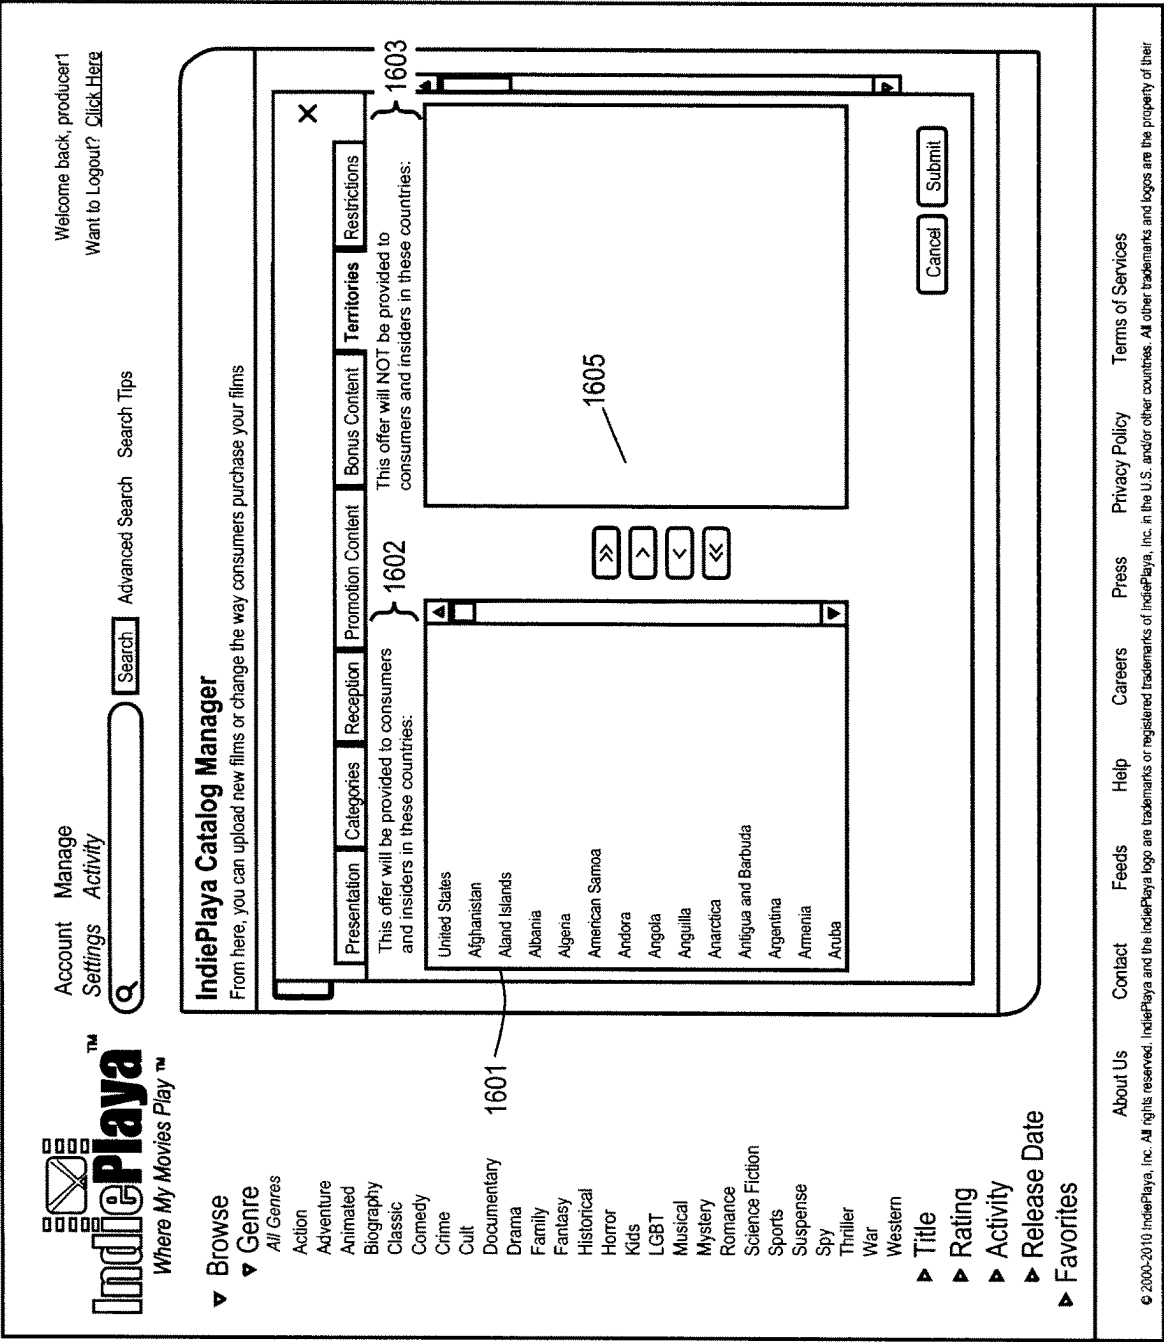 IndiePlaya ™
Where My Movies Play ™
Account Manage
Settings Activity
Search Advanced Search Search Tips
Welcome back, producer1
Want to Logout? Click Here
Browse
Genre
All Genres
Action
Adventure
Animated
Biography
Classic
Comedy
Crime
Cult
Documentary
Drama
Family
Fantasy
Historical
Horror
Kids
LGBT
Musical
Mystery
Romance
Science Fiction
Sports
Suspense
Spy
Thriller
War
Western
Title
Rating
Activity
Release Date
Favorites
IndiePlaya Catalog Manager
From here, you can upload new films or change the way consumers purchase your films
X
Presentation Categories Reception Promotion Content Bonus Content Territories Restrictions
This offer will be provided to consumers
and insiders in these countries:
1602
This offer will NOT be provided to
consumers and insiders in these countries:
1603
United States
Afghanistan
Aland Islands
Albania
Algeria
American Samoa
Andora
Angola
Anguilla
Anarctica
Antigua and Barbuda
Argentina
Armenia
Aruba
1601
>>
>
<
<<
1605
Cancel Submit
About Us Contact Feeds Help Careers Press Privacy Policy Terms of Services
© 2000-2010 IndiePlaya, Inc. All rights reserved. IndiePlaya and the IndiePlaya logo are trademarks or registered trademarks of IndiePlaya, Inc. in the U.S. and/or other countries. All other trademarks and logos are the property of their